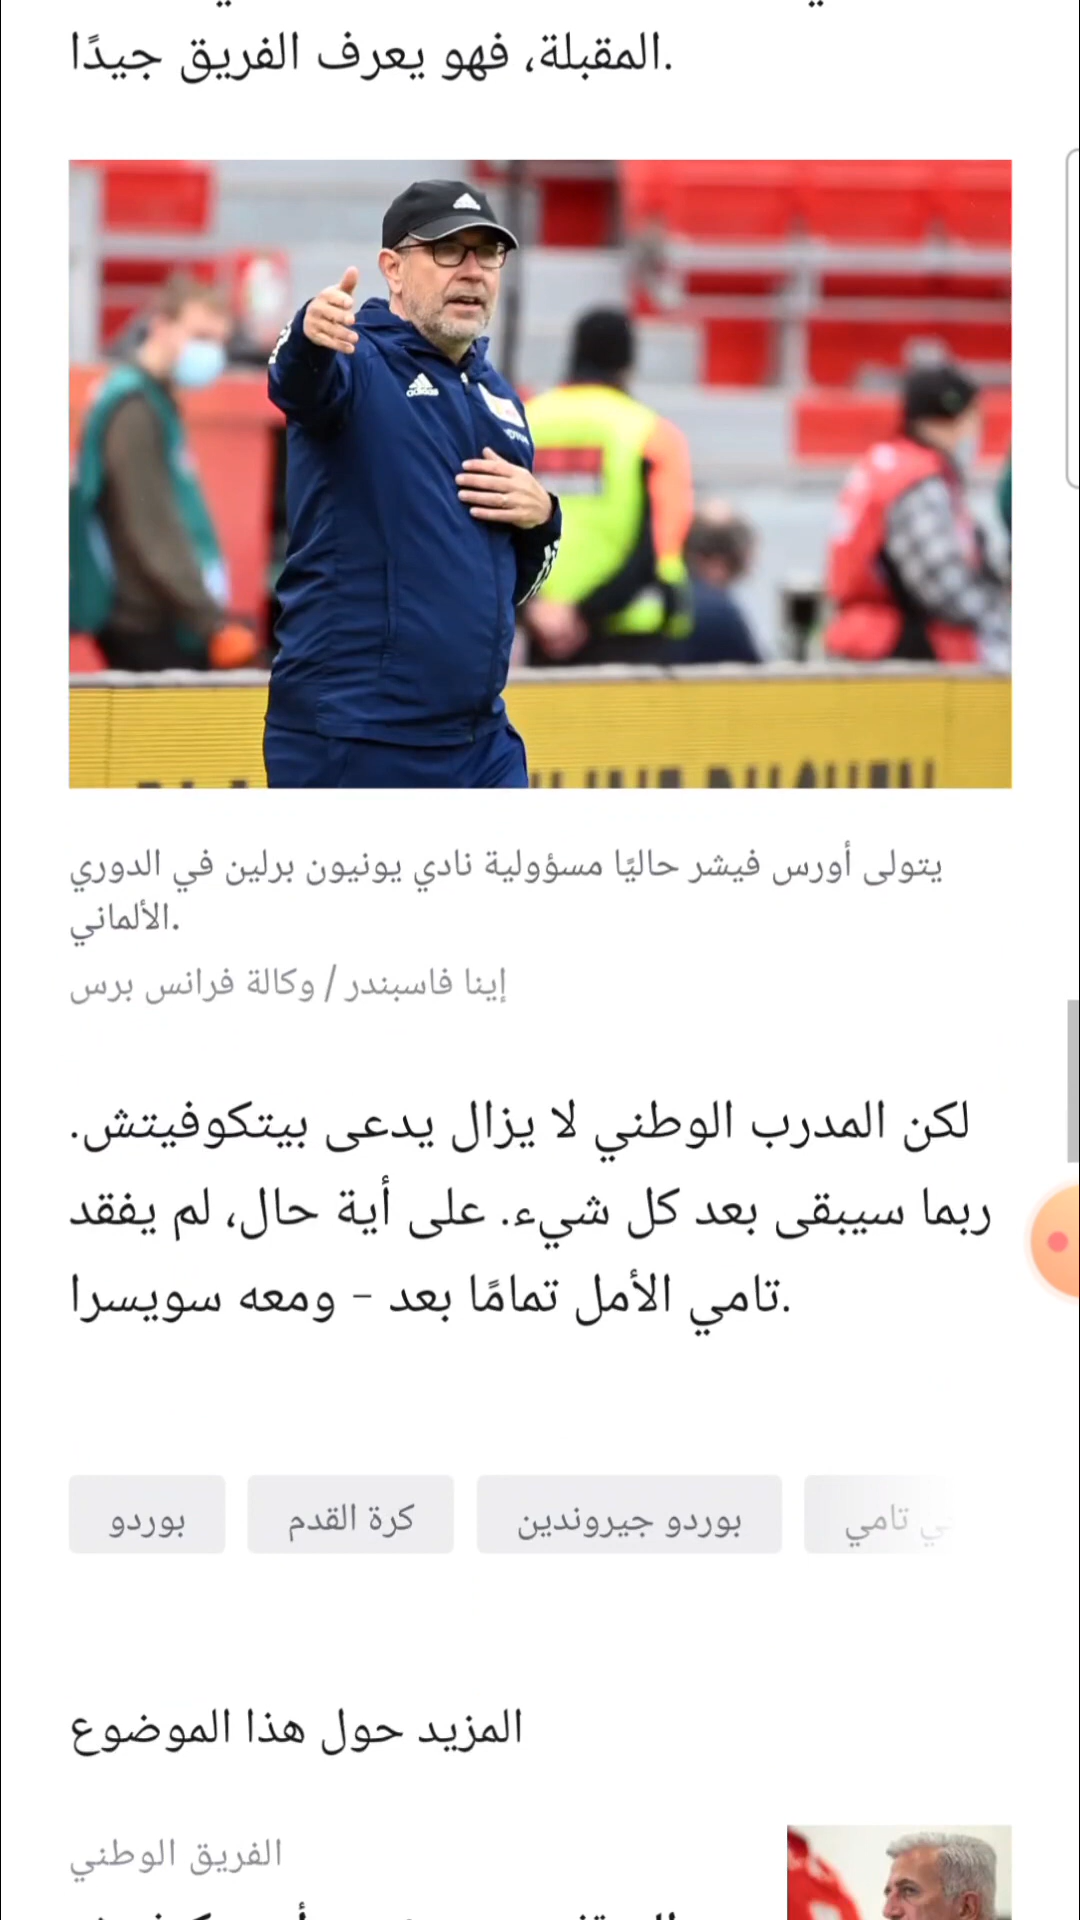 المقبلة، فهو يعرف الفريق جيدًا.
adidas
يتولى أورس فيشر حاليًا مسؤولية نادي يونيون برلين في الدوري
الألماني.
إينا فاسبندر / وكالة فرانس برس
لكن المدرب الوطني لا يزال يدعى بيتكوفيتش.
ربما سيبقى بعد كل شيء. على أية حال، لم يفقد
تامي الأمل تمامًا بعد – ومعه سويسرا.
بوردو
كرة القدم
بوردو جيروندين
تامي
المزيد حول هذا الموضوع
الفريق الوطني